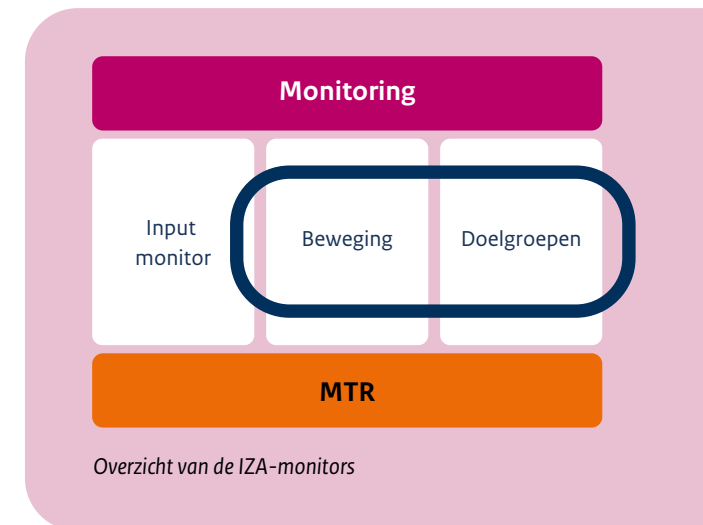 Monitoring
Input
monitor
Beweging
Doelgroepen
MTR
Overzicht van de IZA-monitors